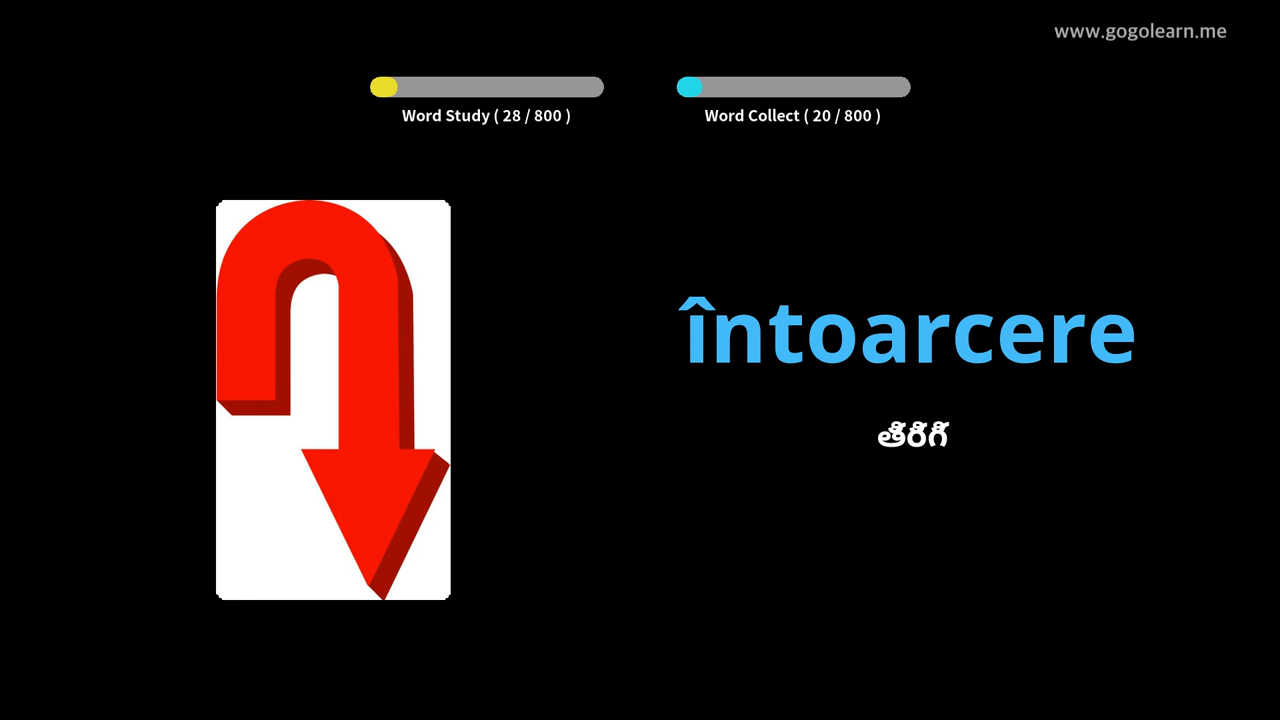 www.gogolearn.me
Word Study ( 28 / 800 )
Word Collect ( 20 / 800 )
întoarcere
తిరిగి